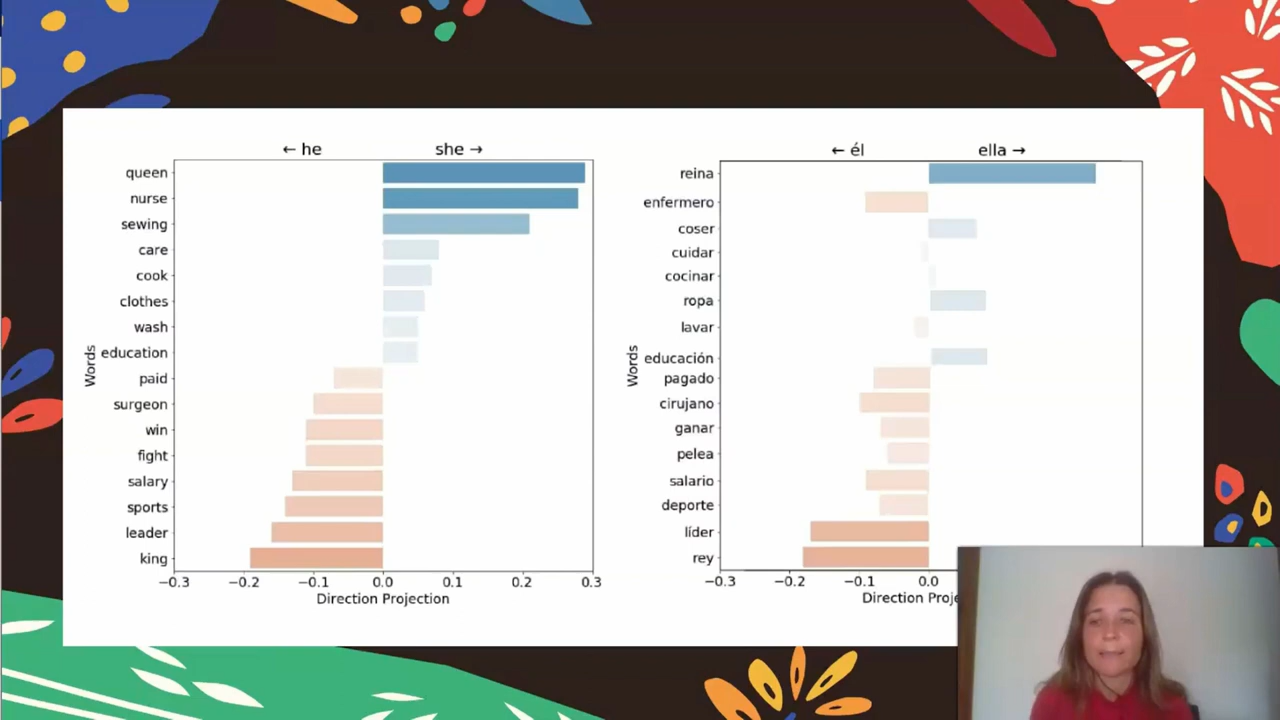 ← he she →
queen
nurse
sewing
care
cook
clothes
wash
education
paid
surgeon
win
fight
salary
sports
leader
king
Words
−0.3 −0.2 −0.1 0.0 0.1 0.2 0.3
Direction Projection
← él ella →
reina
enfermero
coser
cuidar
cocinar
ropa
lavar
educación
pagado
cirujano
ganar
pelea
salario
deporte
líder
rey
Words
−0.3 −0.2 −0.1 0.0
Direction